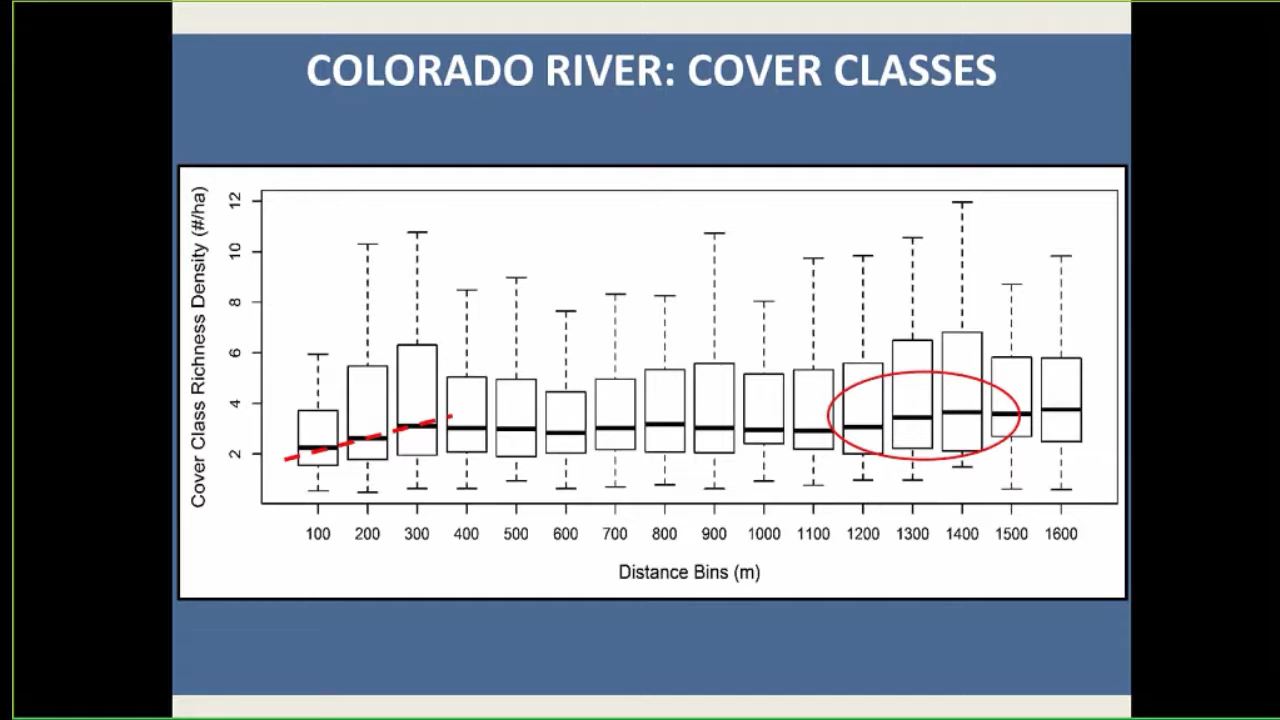 COLORADO RIVER: COVER CLASSES
Cover Class Richness Density (#/ha)
12
10
8
6
4
2
100 200 300 400 500 600 700 800 900 1000 1100 1200 1300 1400 1500 1600
Distance Bins (m)